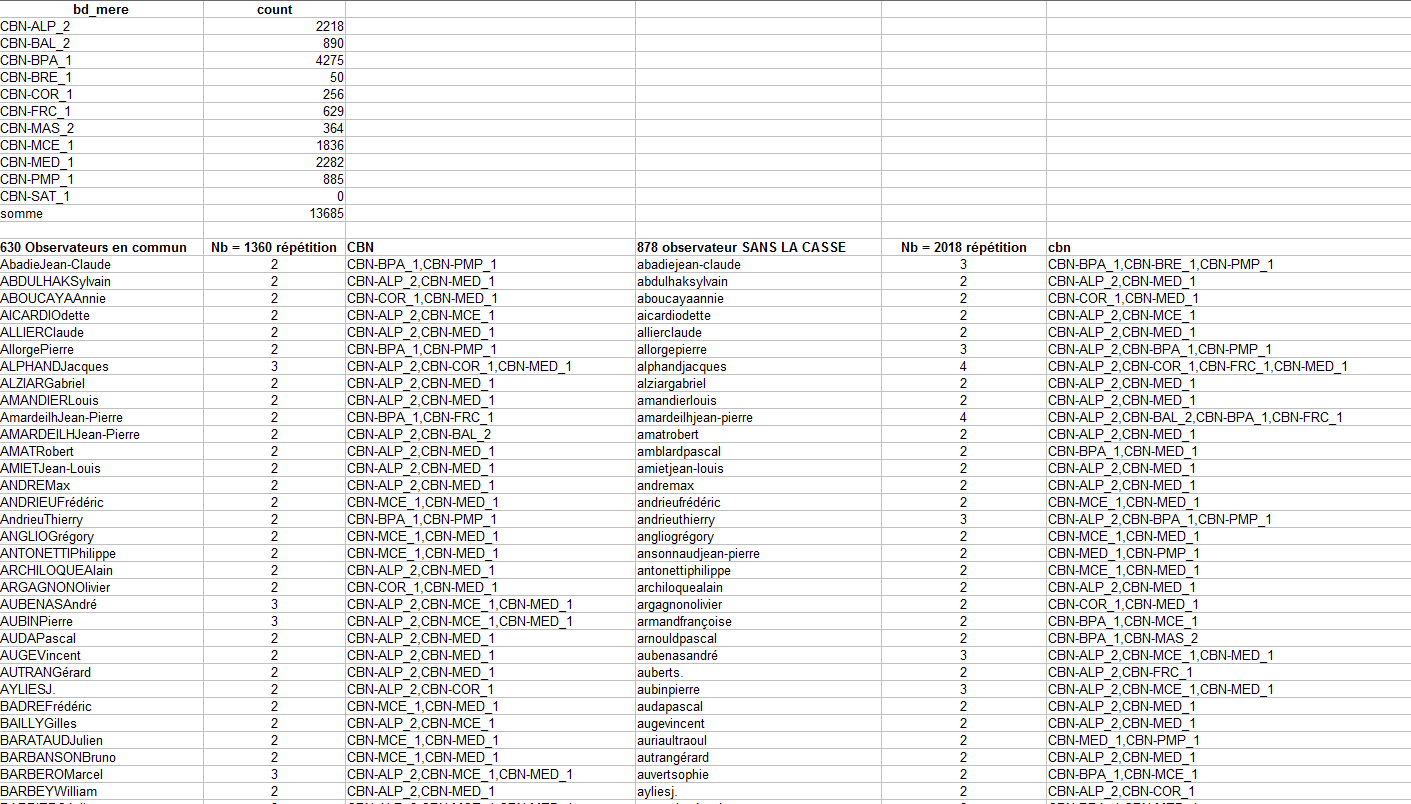 bd_mere count
CBN-ALP_2 2218
CBN-BAL_2 890
CBN-BPA_1 4275
CBN-BRE_1 50
CBN-COR_1 256
CBN-FRC_1 629
CBN-MAS_2 364
CBN-MCE_1 1836
CBN-MED_1 2282
CBN-PMP_1 885
CBN-SAT_1 0
somme 13685
630 Observateurs en commun Nb = 1360 répétition CBN 878 observateur SANS LA CASSE Nb = 2018 répétition cbn
AbadieJean-Claude 2 CBN-BPA_1,CBN-PMP_1 abadiejean-claude 3 CBN-BPA_1,CBN-BRE_1,CBN-PMP_1
ABDULHAKSylvain 2 CBN-ALP_2,CBN-MED_1 abdulhaksylvain 2 CBN-ALP_2,CBN-MED_1
ABOUCAYAAnnie 2 CBN-COR_1,CBN-MED_1 aboucayaannie 2 CBN-COR_1,CBN-MED_1
AICARDIOdette 2 CBN-ALP_2,CBN-MCE_1 aicardiodette 2 CBN-ALP_2,CBN-MCE_1
ALLIERClaude 2 CBN-ALP_2,CBN-MED_1 allierclaude 2 CBN-ALP_2,CBN-MED_1
AllorgePierre 2 CBN-BPA_1,CBN-PMP_1 allorgepierre 3 CBN-ALP_2,CBN-BPA_1,CBN-PMP_1
ALPHANDJacques 3 CBN-ALP_2,CBN-COR_1,CBN-MED_1 alphandjacques 4 CBN-ALP_2,CBN-COR_1,CBN-FRC_1,CBN-MED_1
ALZIARGabriel 2 CBN-ALP_2,CBN-MED_1 alziargabriel 2 CBN-ALP_2,CBN-MED_1
AMANDIERLouis 2 CBN-ALP_2,CBN-MED_1 amandierlouis 2 CBN-ALP_2,CBN-MED_1
AmardeilhJean-Pierre 2 CBN-BPA_1,CBN-FRC_1 amardeilhjean-pierre 4 CBN-ALP_2,CBN-BAL_2,CBN-BPA_1,CBN-FRC_1
AMARDEILHJean-Pierre 2 CBN-ALP_2,CBN-BAL_2 amatrobert 2 CBN-ALP_2,CBN-MED_1
AMATRobert 2 CBN-ALP_2,CBN-MED_1 amblardpascal 2 CBN-BPA_1,CBN-MED_1
AMIETJean-Louis 2 CBN-ALP_2,CBN-MED_1 amietjean-louis 2 CBN-ALP_2,CBN-MED_1
ANDREMax 2 CBN-ALP_2,CBN-MED_1 andremax 2 CBN-ALP_2,CBN-MED_1
ANDRIEUFrédéric 2 CBN-MCE_1,CBN-MED_1 andrieufrédéric 2 CBN-MCE_1,CBN-MED_1
AndrieuThierry 2 CBN-BPA_1,CBN-PMP_1 andrieuthierry 3 CBN-ALP_2,CBN-BPA_1,CBN-PMP_1
ANGLIOGrégory 2 CBN-MCE_1,CBN-MED_1 angliogrégory 2 CBN-MCE_1,CBN-MED_1
ANTONETTIPhilippe 2 CBN-MCE_1,CBN-MED_1 ansonnaudjean-pierre 2 CBN-MED_1,CBN-PMP_1
ARCHILOQUEAlain 2 CBN-ALP_2,CBN-MED_1 antonettiphilippe 2 CBN-MCE_1,CBN-MED_1
ARGAGNONOlivier 2 CBN-COR_1,CBN-MED_1 archiloquealain 2 CBN-ALP_2,CBN-MED_1
AUBENASAndré 3 CBN-ALP_2,CBN-MCE_1,CBN-MED_1 argagnonolivier 2 CBN-COR_1,CBN-MED_1
AUBINPierre 3 CBN-ALP_2,CBN-MCE_1,CBN-MED_1 armandfrançoise 2 CBN-BPA_1,CBN-MCE_1
AUDAPascal 2 CBN-ALP_2,CBN-MED_1 arnouldpascal 2 CBN-BPA_1,CBN-MAS_2
AUGEVincent 2 CBN-ALP_2,CBN-MED_1 aubenasandré 3 CBN-ALP_2,CBN-MCE_1,CBN-MED_1
AUTRANGérard 2 CBN-ALP_2,CBN-MED_1 auberts. 2 CBN-ALP_2,CBN-FRC_1
AYLIESJ. 2 CBN-ALP_2,CBN-COR_1 aubinpierre 3 CBN-ALP_2,CBN-MCE_1,CBN-MED_1
BADREFrédéric 2 CBN-MCE_1,CBN-MED_1 audapascal 2 CBN-ALP_2,CBN-MED_1
BAILLYGilles 2 CBN-ALP_2,CBN-MCE_1 augevincent 2 CBN-ALP_2,CBN-MED_1
BARATAUDJulien 2 CBN-MCE_1,CBN-MED_1 auriaultraoul 2 CBN-MED_1,CBN-PMP_1
BARBANSONBruno 2 CBN-MCE_1,CBN-MED_1 autrangérard 2 CBN-ALP_2,CBN-MED_1
BARBEROMarcel 3 CBN-ALP_2,CBN-MCE_1,CBN-MED_1 auvertsophie 2 CBN-BPA_1,CBN-MCE_1
BARBEYWilliam 2 CBN-ALP_2,CBN-MED_1 ayliesj. 2 CBN-ALP_2,CBN-COR_1